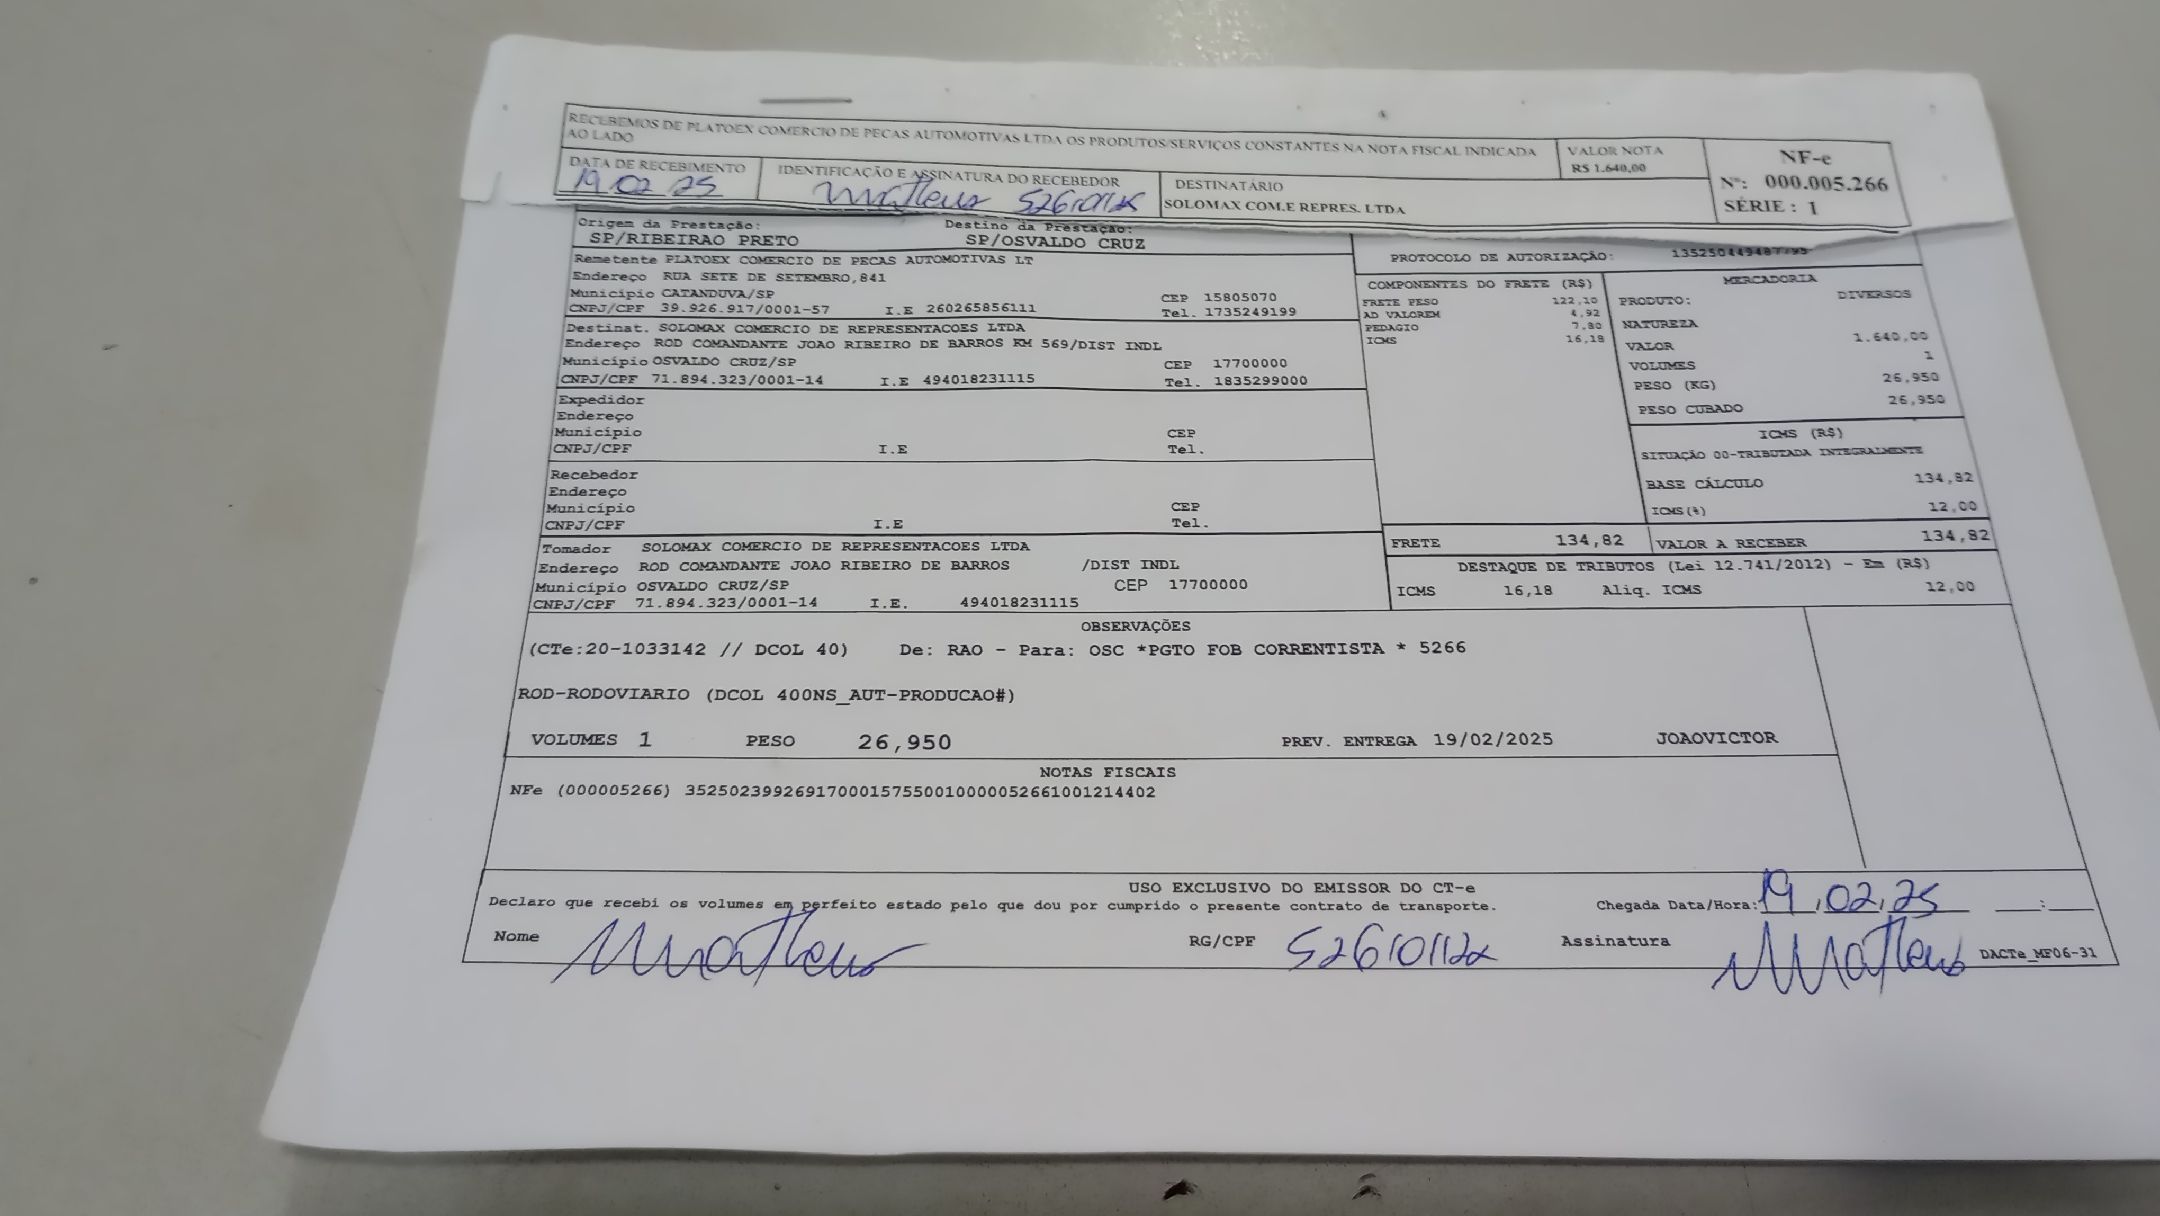 RECEBEMOS DE PLATOEX COMERCIO DE PECAS AUTOMOTIVAS LTDA OS PRODUTOS/SERVIÇOS CONSTANTES NA NOTA FISCAL INDICADA
AO LADO
VALOR NOTA
R$ 1.640,00
NF-e
Nº: 000.005.266
SÉRIE : 1
DATA DE RECEBIMENTO
19 02 25
IDENTIFICAÇÃO E ASSINATURA DO RECEBEDOR
Matheus
DESTINATÁRIO
SOLOMAX COM.E REPRES. LTDA
Origem da Prestação: Destino da Prestação:
SP/RIBEIRAO PRETO SP/OSVALDO CRUZ
PROTOCOLO DE AUTORIZAÇÃO:
Remetente PLATOEX COMERCIO DE PECAS AUTOMOTIVAS LT
Endereço RUA SETE DE SETEMBRO,841
Município CATANDUVA/SP CEP 15805070
CNPJ/CPF 39.926.917/0001-57 I.E 260265856111 Tel. 1735249199
Destinat. SOLOMAX COMERCIO DE REPRESENTACOES LTDA
Endereço ROD COMANDANTE JOAO RIBEIRO DE BARROS KM 569/DIST INDL
Município OSVALDO CRUZ/SP CEP 17700000
CNPJ/CPF 71.894.323/0001-14 I.E 494018231115 Tel. 1835299000
Expedidor
Endereço
Município CEP
CNPJ/CPF I.E Tel.
Recebedor
Endereço
Município CEP
CNPJ/CPF I.E Tel.
Tomador SOLOMAX COMERCIO DE REPRESENTACOES LTDA
Endereço ROD COMANDANTE JOAO RIBEIRO DE BARROS /DIST INDL
Município OSVALDO CRUZ/SP CEP 17700000
CNPJ/CPF 71.894.323/0001-14 I.E. 494018231115
COMPONENTES DO FRETE (R$)
FRETE PESO 122,10
AD VALOREM 4,92
PEDAGIO 7,80
ICMS 16,18
MERCADORIA
PRODUTO: DIVERSOS
NATUREZA
VALOR 1.640,00
VOLUMES 1
PESO (KG) 26,950
PESO CUBADO 26,950
ICMS (R$)
SITUAÇÃO 00-TRIBUTADA INTEGRALMENTE
BASE CÁLCULO 134,82
ICMS(%) 12,00
FRETE 134,82 VALOR A RECEBER 134,82
DESTAQUE DE TRIBUTOS (Lei 12.741/2012) - Em (R$)
ICMS 16,18 Aliq. ICMS 12,00
OBSERVAÇÕES
(CTe:20-1033142 // DCOL 40) De: RAO - Para: OSC *PGTO FOB CORRENTISTA * 5266
ROD-RODOVIARIO (DCOL 400NS_AUT-PRODUCAO#)
VOLUMES 1 PESO 26,950 PREV. ENTREGA 19/02/2025 JOAOVICTOR
NOTAS FISCAIS
NFe (000005266) 35250239926917000157550010000052661001214402
USO EXCLUSIVO DO EMISSOR DO CT-e
Declaro que recebi os volumes em perfeito estado pelo que dou por cumprido o presente contrato de transporte. Chegada Data/Hora: 19,02,25 __:__
Nome Matheus RG/CPF Assinatura Matheus DACTe_MF06-31